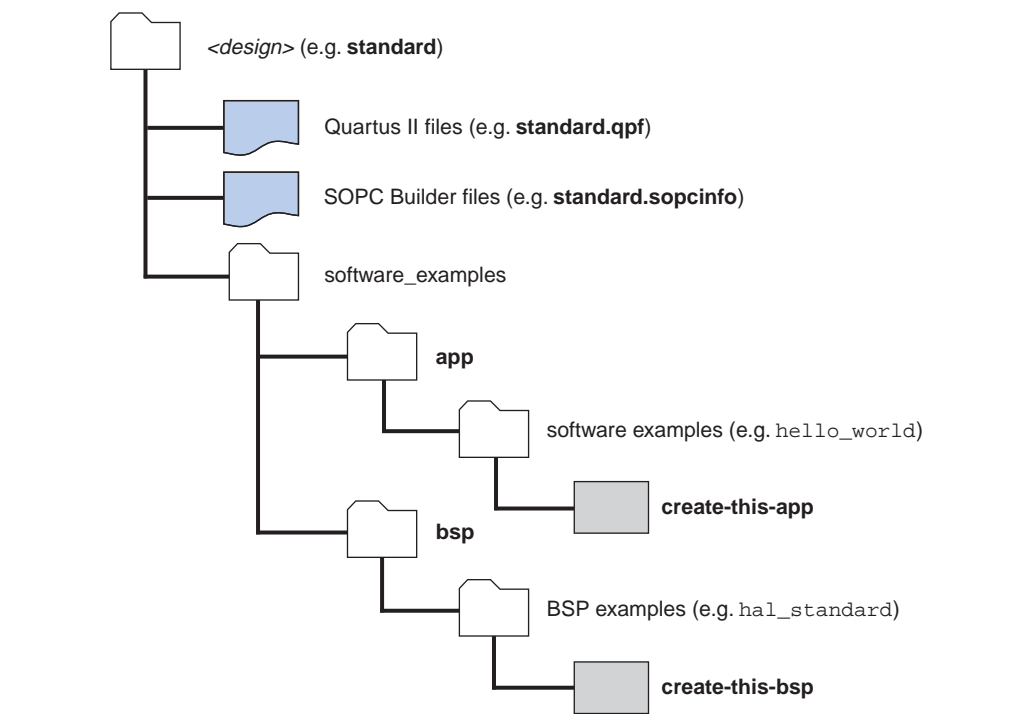 <design> (e.g. standard)
Quartus II files (e.g. standard.qpf)
SOPC Builder files (e.g. standard.sopcinfo)
software_examples
app
software examples (e.g. hello_world)
create-this-app
bsp
BSP examples (e.g. hal_standard)
create-this-bsp